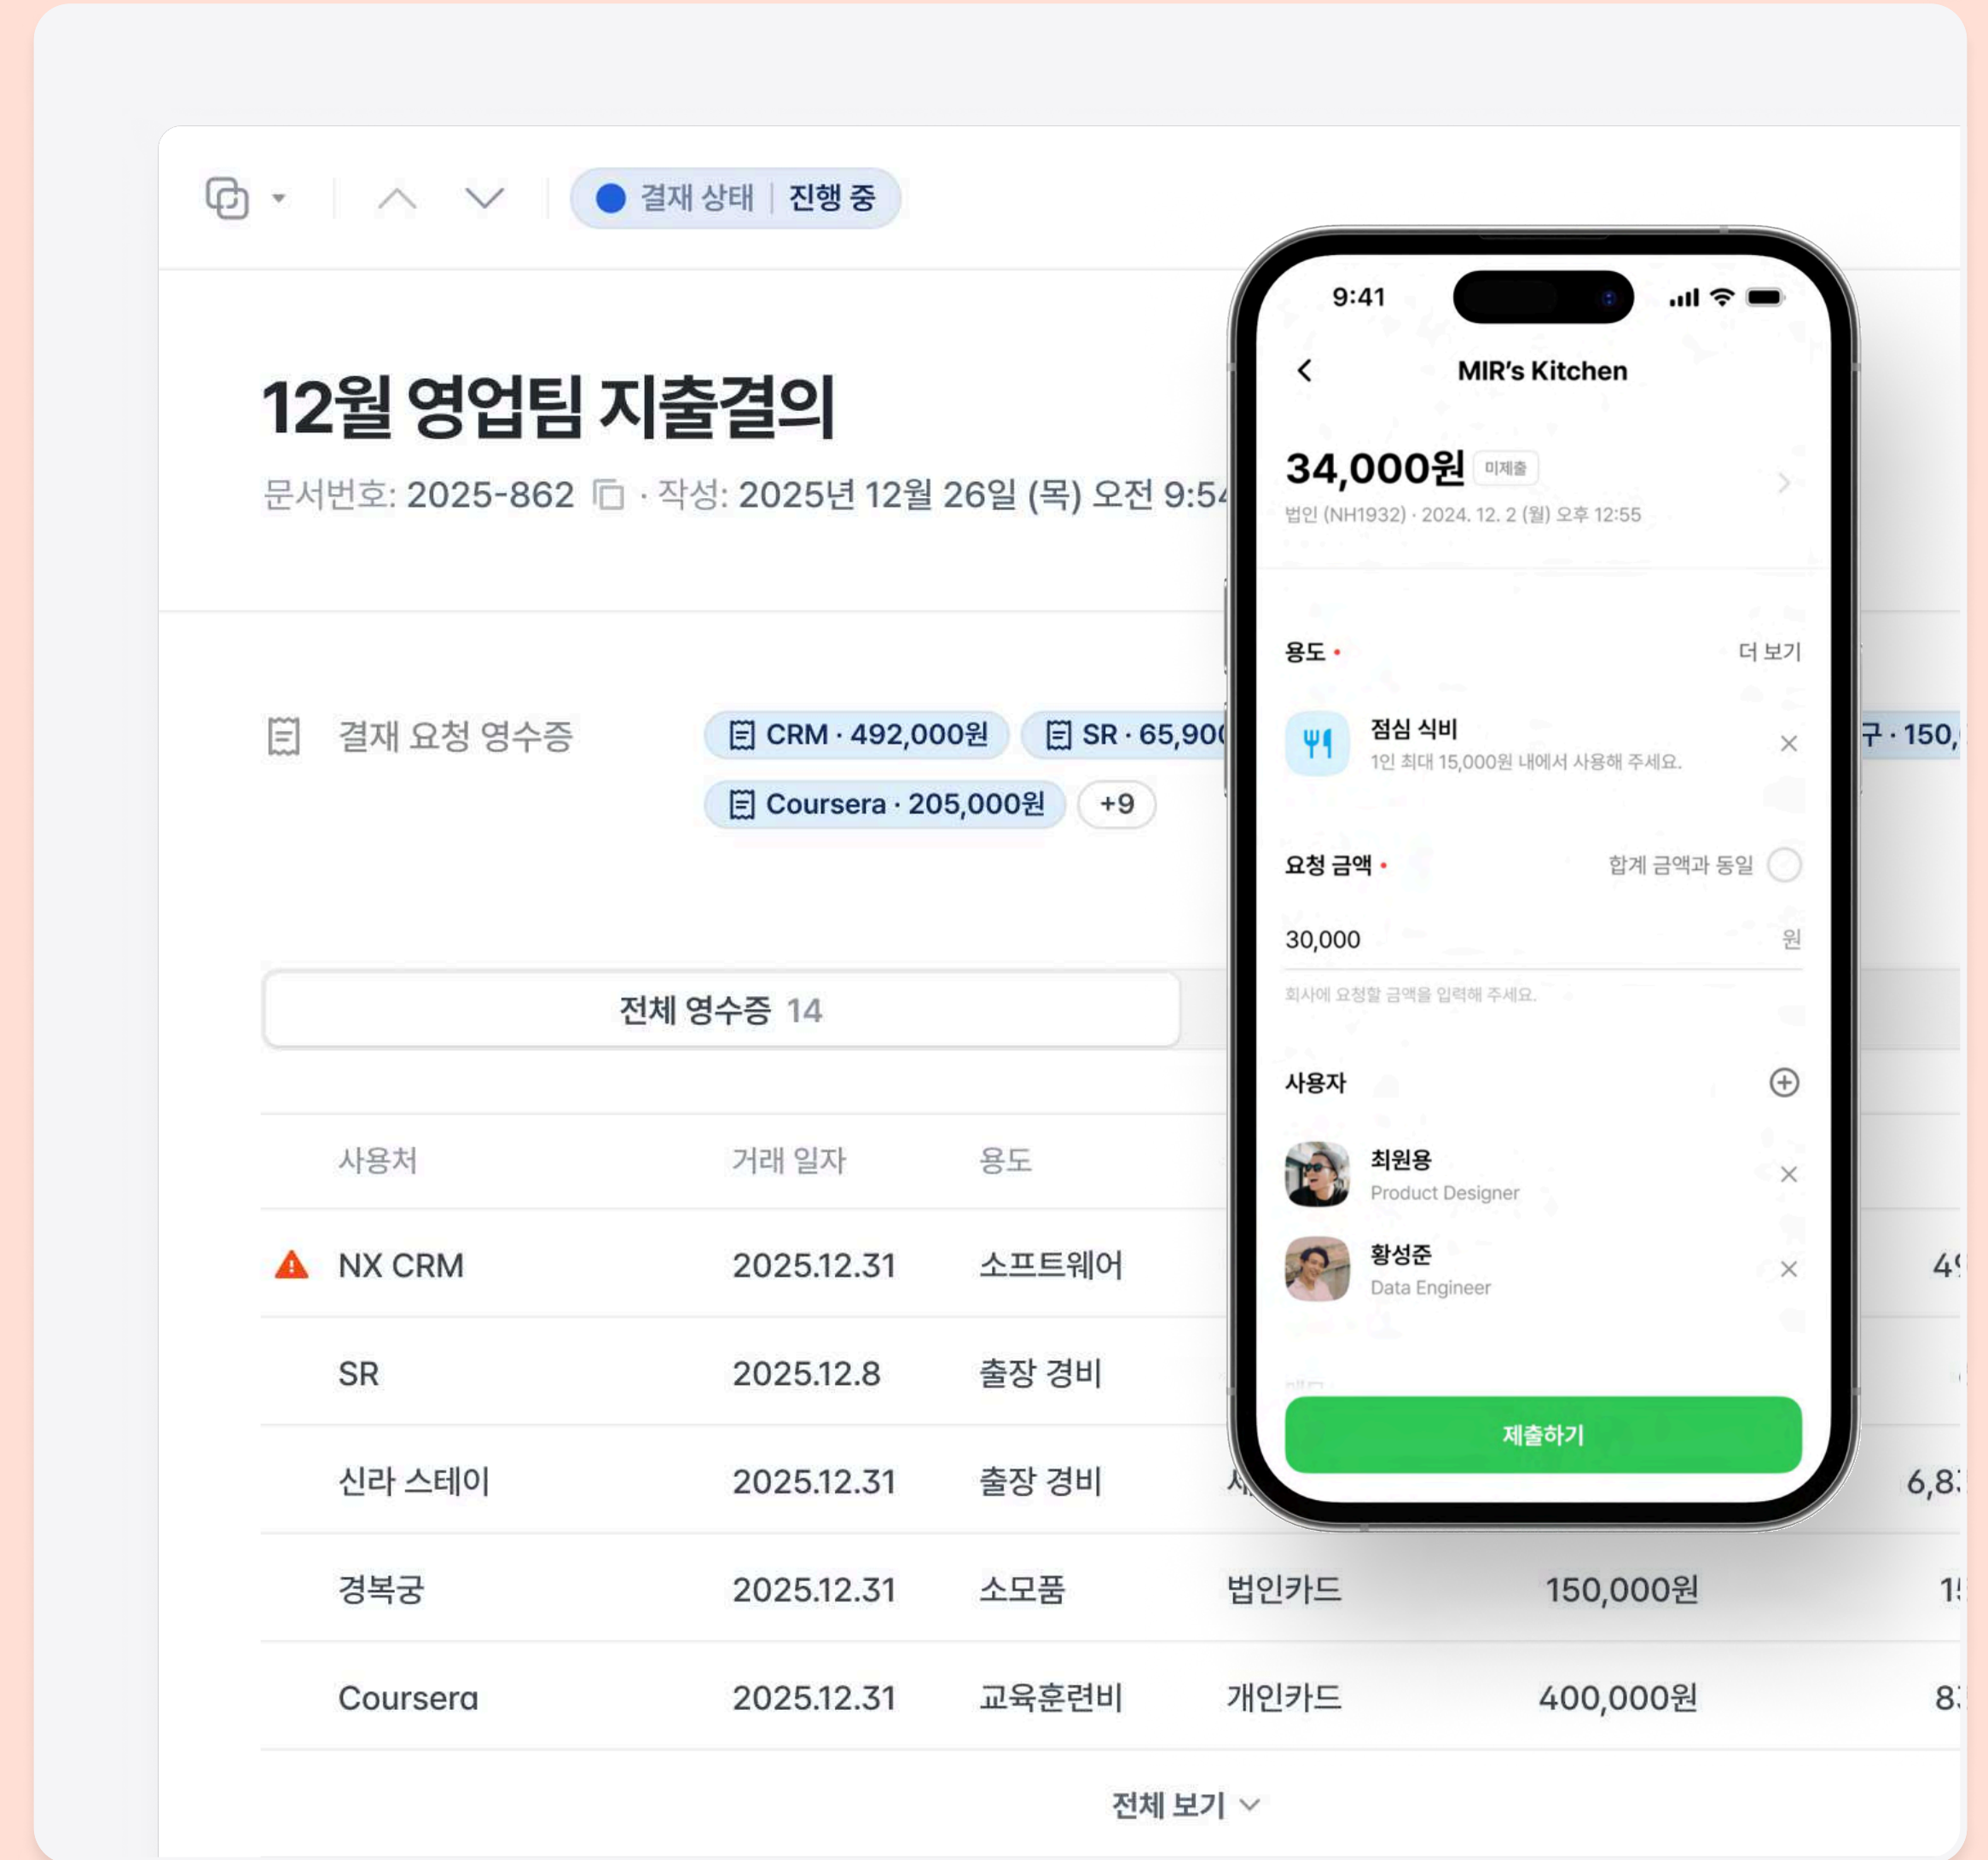 결재 상태 | 진행 중
12월 영업팀 지출결의
문서번호: 2025-862 · 작성: 2025년 12월 26일 (목) 오전 9:54
결재 요청 영수증
CRM · 492,000원
SR · 65,900
구 · 150,
Coursera · 205,000원
+9
전체 영수증 14
사용처 거래 일자 용도
NX CRM 2025.12.31 소프트웨어
SR 2025.12.8 출장 경비
신라 스테이 2025.12.31 출장 경비 6,83
경복궁 2025.12.31 소모품 법인카드 150,000원
Coursera 2025.12.31 교육훈련비 개인카드 400,000원
전체 보기
9:41
MIR's Kitchen
34,000원 미제출
법인 (NH1932) · 2024. 12. 2 (월) 오후 12:55
용도 • 더 보기
점심 식비
1인 최대 15,000원 내에서 사용해 주세요.
요청 금액 • 합계 금액과 동일
30,000 원
회사에 요청할 금액을 입력해 주세요.
사용자
최원용
Product Designer
황성준
Data Engineer
제출하기